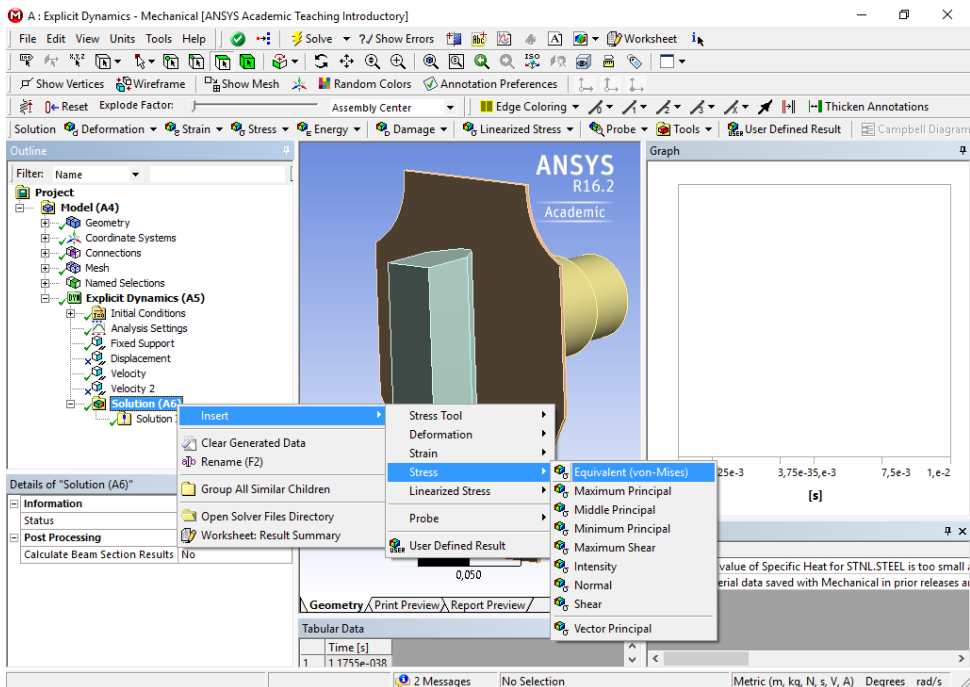 A : Explicit Dynamics - Mechanical [ANSYS Academic Teaching Introductory]
File Edit View Units Tools Help Solve ?/ Show Errors Worksheet
Show Vertices Wireframe Show Mesh Random Colors Annotation Preferences
Reset Explode Factor: Assembly Center Edge Coloring Thicken Annotations
Solution Deformation Strain Stress Energy Damage Linearized Stress Probe Tools User Defined Result Campbell Diagram
Outline
Filter: Name
Project
Model (A4)
Geometry
Coordinate Systems
Connections
Mesh
Named Selections
Explicit Dynamics (A5)
Initial Conditions
Analysis Settings
Fixed Support
Displacement
Velocity
Velocity 2
Solution (A6)
Solution
ANSYS
R16.2
Academic
Graph
Insert
Clear Generated Data
Rename (F2)
Group All Similar Children
Open Solver Files Directory
Worksheet: Result Summary
Stress Tool
Deformation
Strain
Stress
Linearized Stress
Probe
User Defined Result
Equivalent (von-Mises)
Maximum Principal
Middle Principal
Minimum Principal
Maximum Shear
Intensity
Normal
Shear
Vector Principal
25e-3 3,75e-35,e-3 7,5e-3 1,e-2
[s]
Details of "Solution (A6)"
Information
Status
Post Processing
Calculate Beam Section Results No
0,050
Geometry Print Preview Report Preview
value of Specific Heat for STNL.STEEL is too small
erial data saved with Mechanical in prior releases
Tabular Data
Time [s]
1 1.1755e-038
2 Messages No Selection Metric (m, kg, N, s, V, A) Degrees rad/s